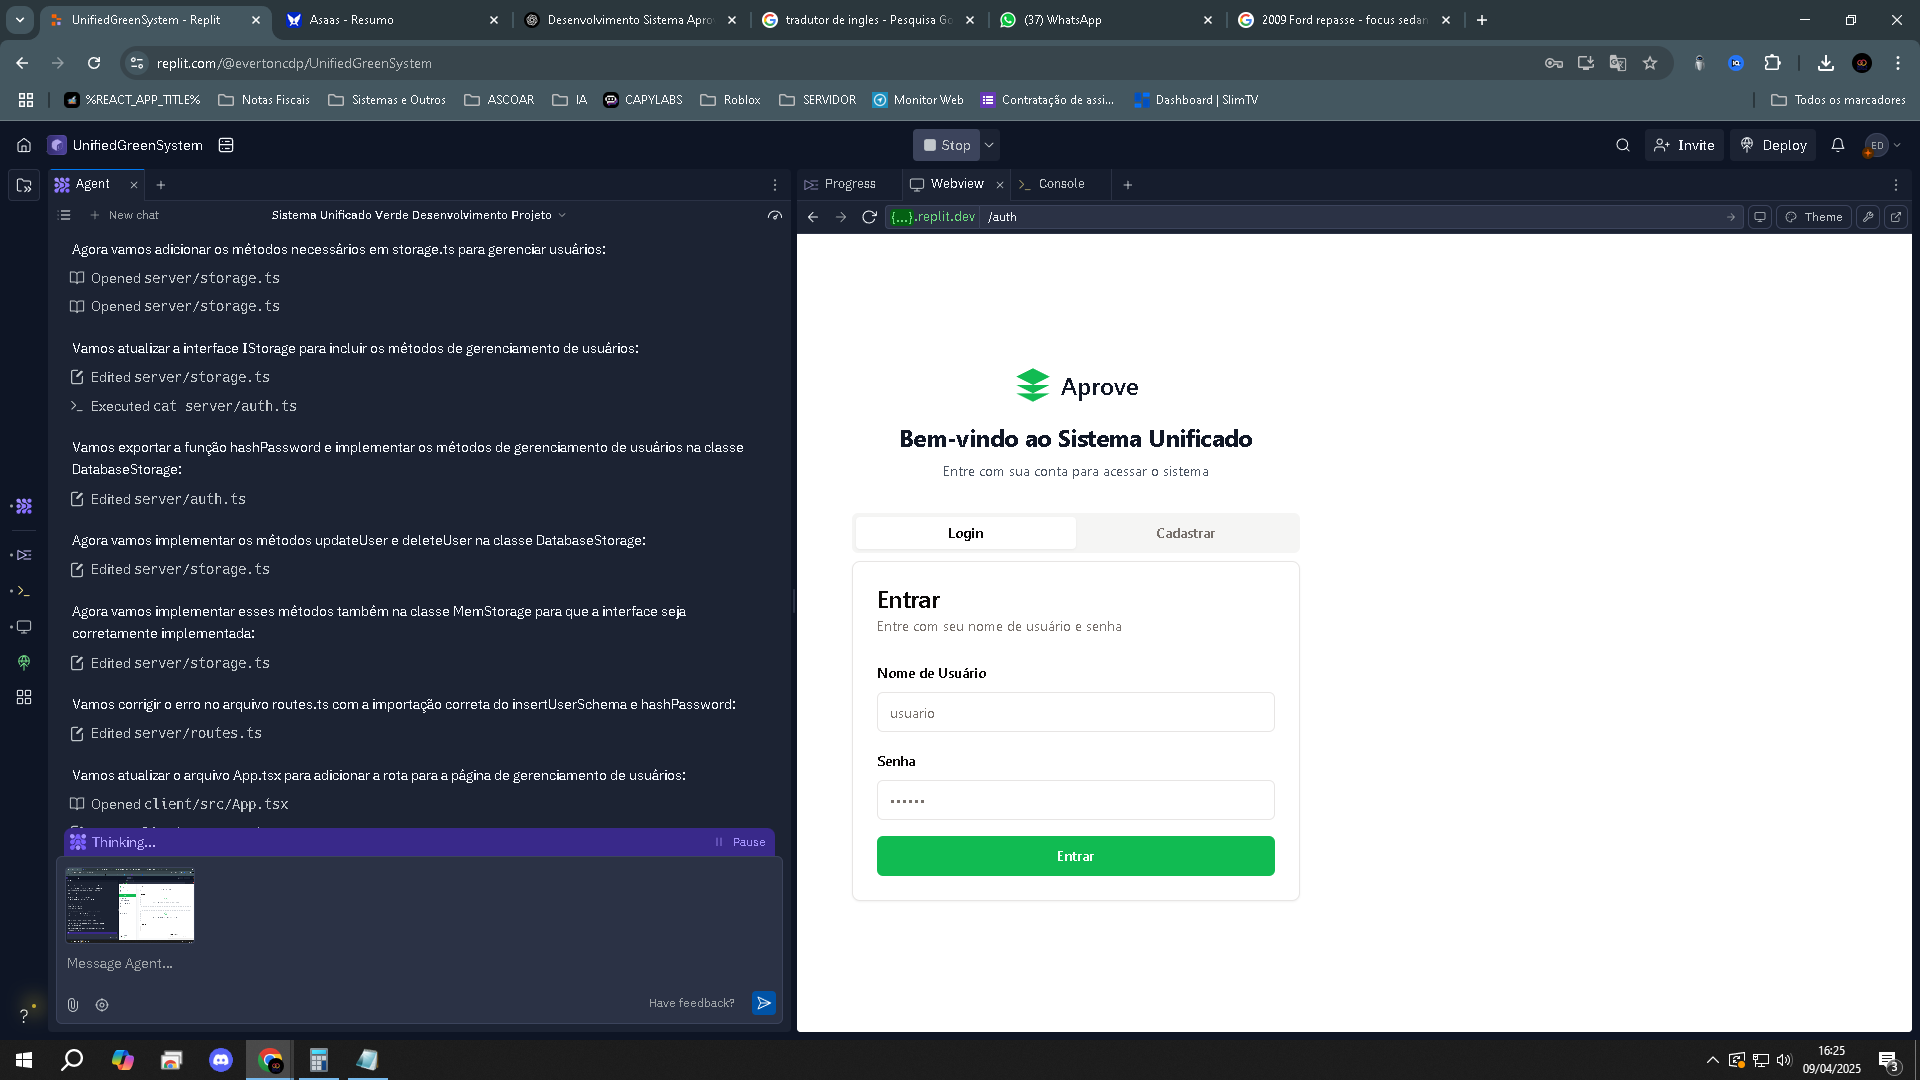 UnifiedGreenSystem - Replit
Asaas - Resumo
Desenvolvimento Sistema Apro
tradutor de ingles - Pesquisa Go
(37) WhatsApp
2009 Ford repasse - focus sedan
replit.com/@evertoncdp/UnifiedGreenSystem
%REACT_APP_TITLE%
Notas Fiscais
Sistemas e Outros
ASCOAR
IA
CAPYLABS
Roblox
SERVIDOR
Monitor Web
Contratação de assi...
Dashboard | SlimTV
Todos os marcadores
UnifiedGreenSystem
Stop
Invite
Deploy
ED
Agent
Progress
Webview
Console
New chat
Sistema Unificado Verde Desenvolvimento Projeto
{...}.replit.dev
/auth
Theme
Agora vamos adicionar os métodos necessários em storage.ts para gerenciar usuários:
Opened server/storage.ts
Opened server/storage.ts
Vamos atualizar a interface IStorage para incluir os métodos de gerenciamento de usuários:
Edited server/storage.ts
Executed cat server/auth.ts
Vamos exportar a função hashPassword e implementar os métodos de gerenciamento de usuários na classe
DatabaseStorage:
Edited server/auth.ts
Agora vamos implementar os métodos updateUser e deleteUser na classe DatabaseStorage:
Edited server/storage.ts
Agora vamos implementar esses métodos também na classe MemStorage para que a interface seja
corretamente implementada:
Edited server/storage.ts
Vamos corrigir o erro no arquivo routes.ts com a importação correta do insertUserSchema e hashPassword:
Edited server/routes.ts
Vamos atualizar o arquivo App.tsx para adicionar a rota para a página de gerenciamento de usuários:
Opened client/src/App.tsx
Thinking...
Pause
Message Agent...
Have feedback?
Aprove
Bem-vindo ao Sistema Unificado
Entre com sua conta para acessar o sistema
Login
Cadastrar
Entrar
Entre com seu nome de usuário e senha
Nome de Usuário
usuario
Senha
••••••
Entrar
16:25
09/04/2025
3